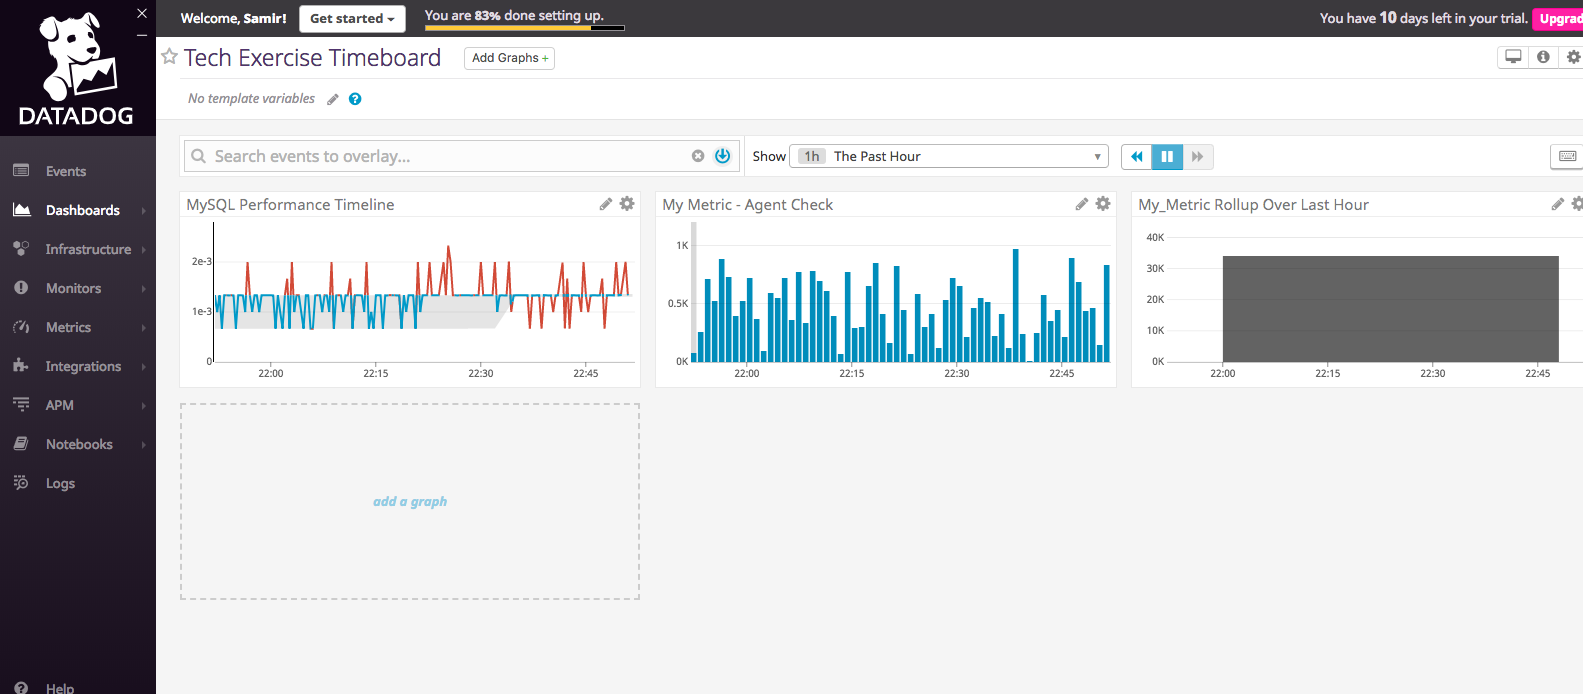 DATADOG
Welcome, Samir! Get started You are 83% done setting up. You have 10 days left in your trial. Upgrad
Tech Exercise Timeboard Add Graphs +
No template variables
Events
Dashboards
Infrastructure
Monitors
Metrics
Integrations
APM
Notebooks
Logs
Help
Search events to overlay... Show 1h The Past Hour
MySQL Performance Timeline
2e-3
1e-3
0
22:00 22:15 22:30 22:45
My Metric - Agent Check
1K
0.5K
0K
22:00 22:15 22:30 22:45
My_Metric Rollup Over Last Hour
40K
30K
20K
10K
0K
22:00 22:15 22:30 22:45
add a graph